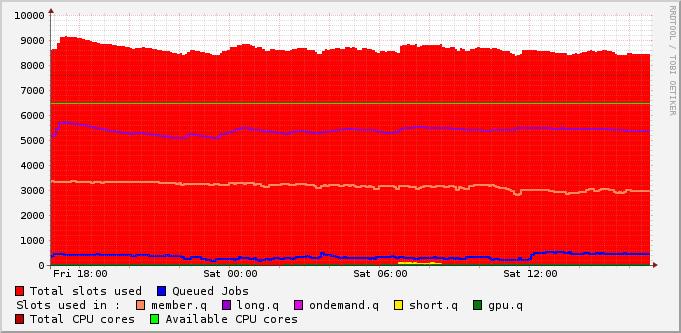 10000
9000
8000
7000
6000
5000
4000
3000
2000
1000
0
Fri 18:00 Sat 00:00 Sat 06:00 Sat 12:00
Total slots used Queued Jobs
Slots used in : member.q long.q ondemand.q short.q gpu.q
Total CPU cores Available CPU cores
RRDTOOL / TOBI OETIKER